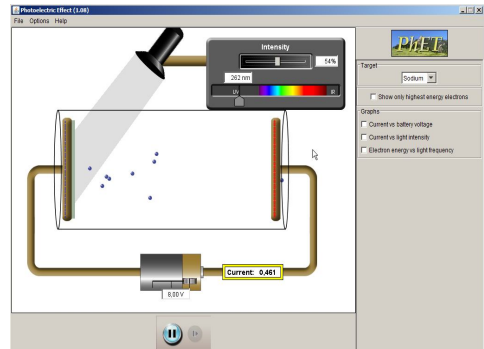 Photoelectric Effect (1.08)
File Options Help
Intensity
54%
262 nm
UV
IR
Current: 0,461
8,00 V
PhET
Target
Sodium
Show only highest energy electrons
Graphs
Current vs battery voltage
Current vs light intensity
Electron energy vs light frequency